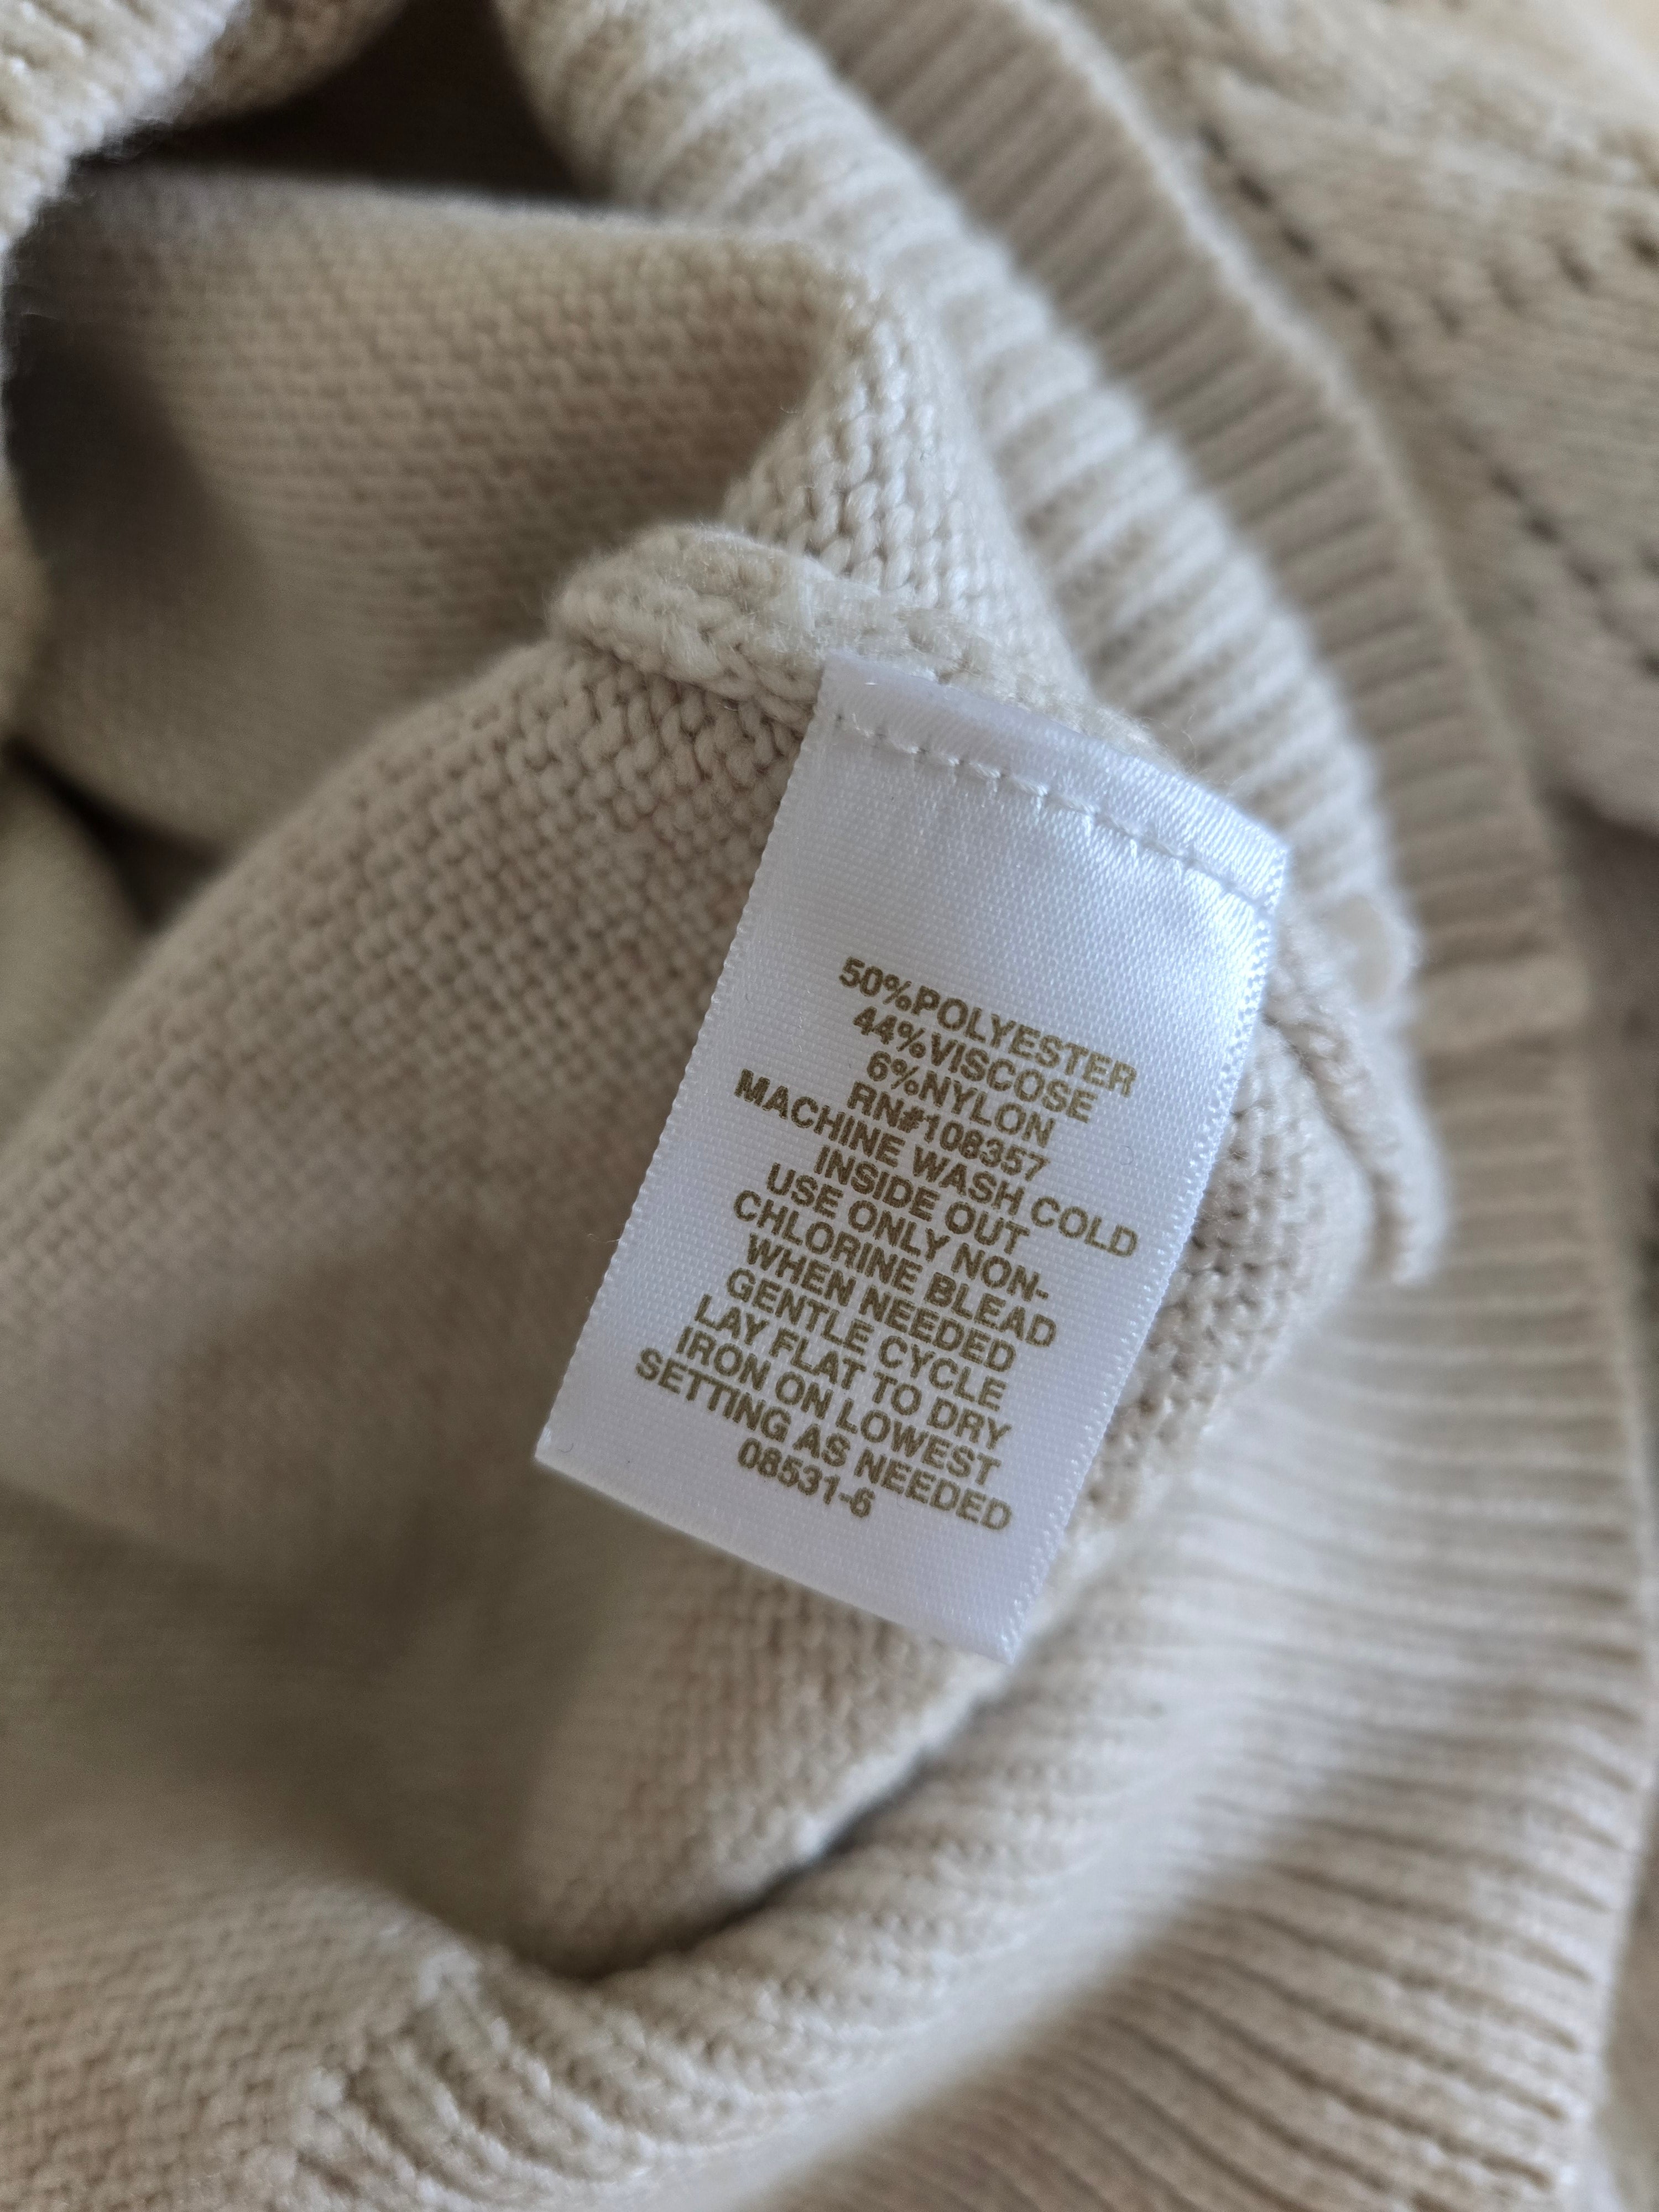 50%POLYESTER
44%VISCOSE
6%NYLON
RN#108357
MACHINE WASH COLD
INSIDE OUT
USE ONLY NON-
CHLORINE BLEAD
WHEN NEEDED
GENTLE CYCLE
LAY FLAT TO DRY
IRON ON LOWEST
SETTING AS NEEDED
08531-6